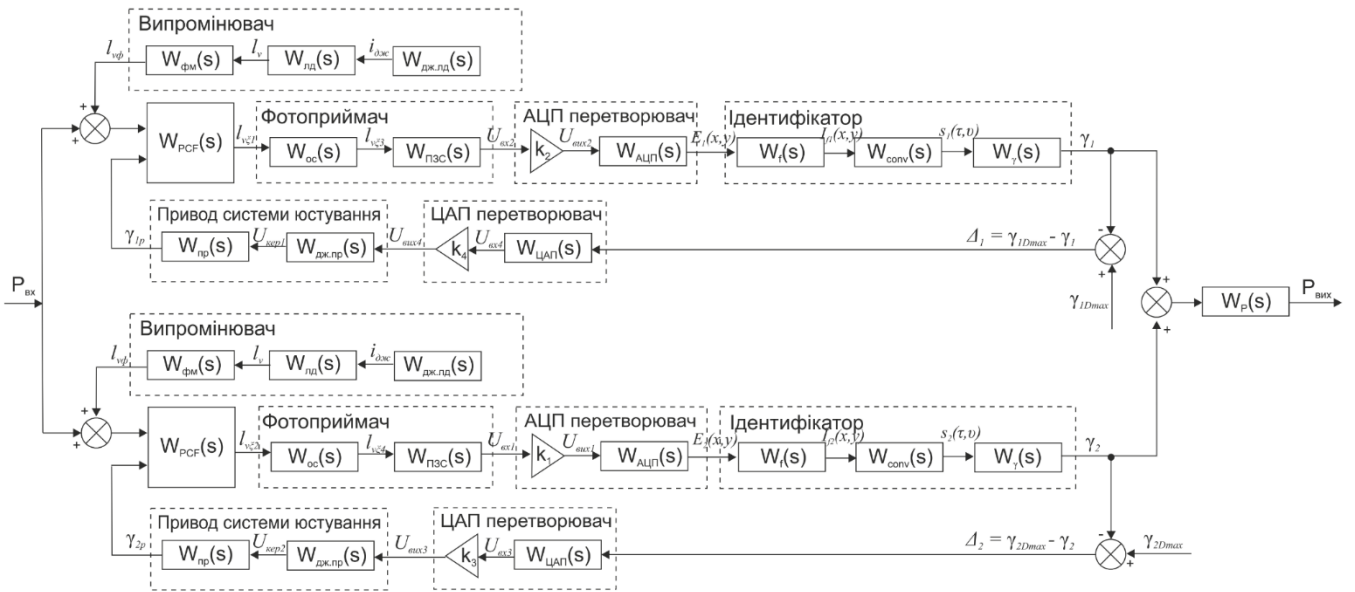 Випромінювач
l_vф W_фм(s) l_v W_лд(s) i_дж W_дж.лд(s)
+
+
Фотоприймач АЦП перетворювач Ідентифікатор
W_PCF(s) l_vξ1 W_ос(s) l_vξ3 W_ПЗС(s) U_вх2 k_2 U_вих2 W_АЦП(s) E_1(x,y) W_f(s) I_f1(x,y) W_conv(s) s_1(τ,υ) W_γ(s) γ_1
Привод системи юстування ЦАП перетворювач
γ_1p W_пр(s) U_кер1 W_дж.пр(s) U_вих4 k_4 U_вх4 W_ЦАП(s) Δ_1 = γ_1Dmax - γ_1
-
+
γ_1Dmax
P_вх
+
+
W_P(s) P_вих
Випромінювач
l_vф W_фм(s) l_v W_лд(s) i_дж W_дж.лд(s)
+
+
Фотоприймач АЦП перетворювач Ідентифікатор
W_PCF(s) l_vξ2 W_ос(s) l_vξ4 W_ПЗС(s) U_вх1 k_1 U_вих1 W_АЦП(s) E_2(x,y) W_f(s) I_f2(x,y) W_conv(s) s_2(τ,υ) W_γ(s) γ_2
Привод системи юстування ЦАП перетворювач
γ_2p W_пр(s) U_кер2 W_дж.пр(s) U_вих3 k_3 U_вх3 W_ЦАП(s) Δ_2 = γ_2Dmax - γ_2
-
+
γ_2Dmax